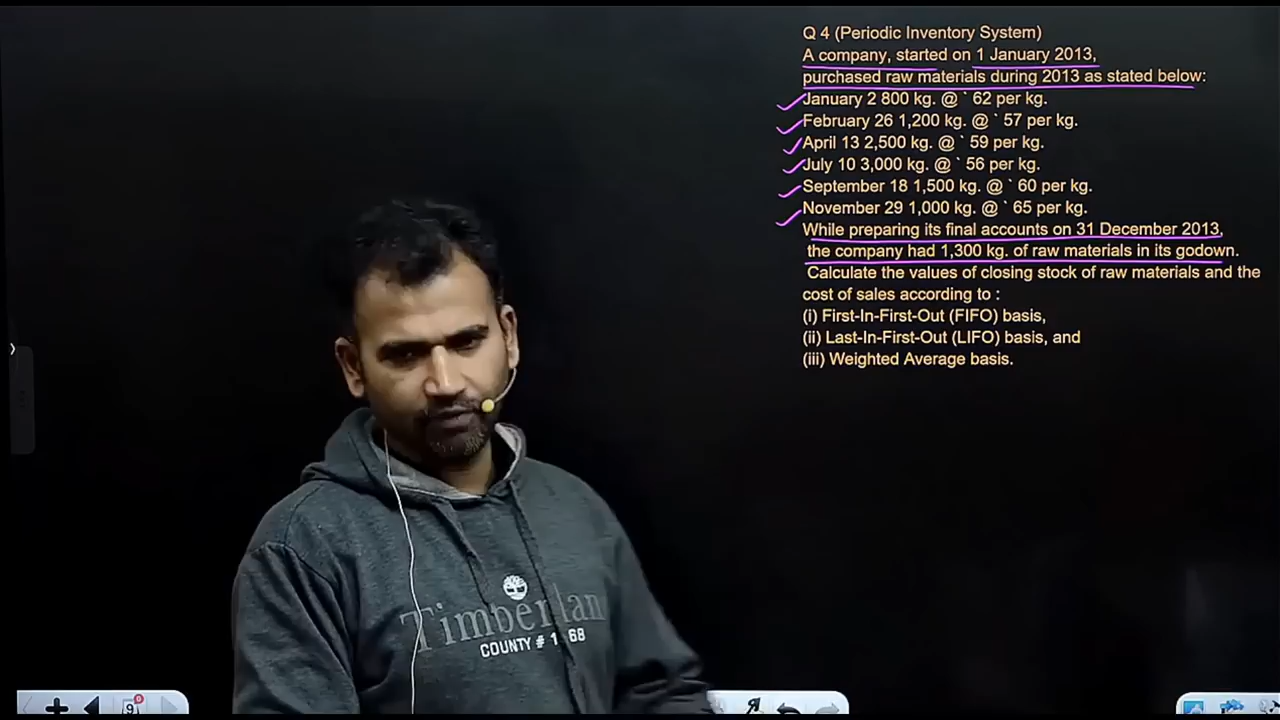 Q 4 (Periodic Inventory System)
A company, started on 1 January 2013,
purchased raw materials during 2013 as stated below:
January 2 800 kg. @ ` 62 per kg.
February 26 1,200 kg. @ ` 57 per kg.
April 13 2,500 kg. @ ` 59 per kg.
July 10 3,000 kg. @ ` 56 per kg.
September 18 1,500 kg. @ ` 60 per kg.
November 29 1,000 kg. @ ` 65 per kg.
While preparing its final accounts on 31 December 2013,
the company had 1,300 kg. of raw materials in its godown.
Calculate the values of closing stock of raw materials and the
cost of sales according to :
(i) First-In-First-Out (FIFO) basis,
(ii) Last-In-First-Out (LIFO) basis, and
(iii) Weighted Average basis.
Timberlan
COUNTY # 1 68
9